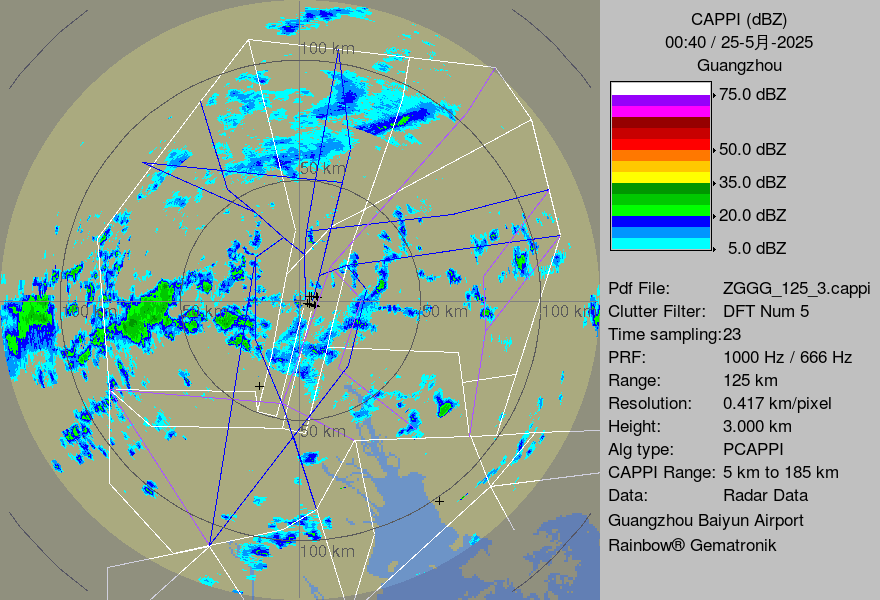 CAPPI (dBZ)
00:40 / 25-5月-2025
Guangzhou
75.0 dBZ
50.0 dBZ
35.0 dBZ
20.0 dBZ
5.0 dBZ
Pdf File: ZGGG_125_3.cappi
Clutter Filter: DFT Num 5
Time sampling:23
PRF: 1000 Hz / 666 Hz
Range: 125 km
Resolution: 0.417 km/pixel
Height: 3.000 km
Alg type: PCAPPI
CAPPI Range: 5 km to 185 km
Data: Radar Data
Guangzhou Baiyun Airport
Rainbow® Gematronik
100 km
50 km
100 km
50 km
50 km
100 km
50 km
100 km